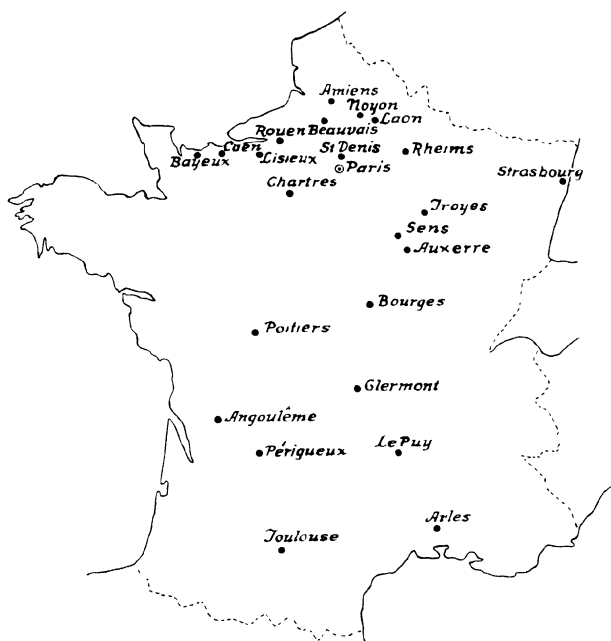 Amiens
Noyon
Laon
Rouen
Beauvais
Caen
Bayeux
Lisieux
St Denis
Rheims
Paris
Strasbourg
Chartres
Troyes
Sens
Auxerre
Bourges
Poitiers
Glermont
Angoulême
Périgueux
Le Puy
Arles
Toulouse